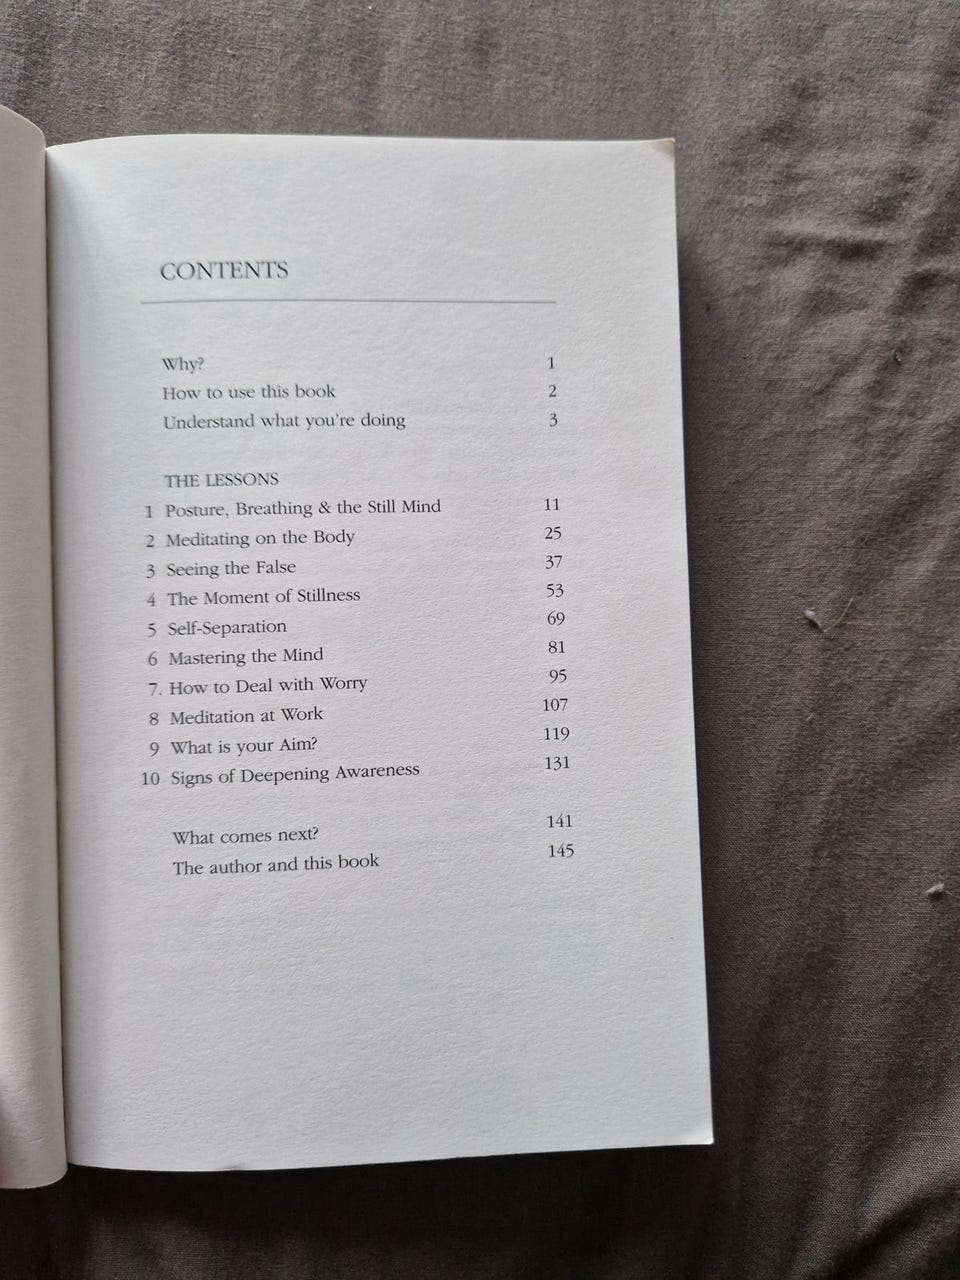 CONTENTS
Why? 1
How to use this book 2
Understand what you're doing 3
THE LESSONS
1 Posture, Breathing & the Still Mind 11
2 Meditating on the Body 25
3 Seeing the False 37
4 The Moment of Stillness 53
5 Self-Separation 69
6 Mastering the Mind 81
7. How to Deal with Worry 95
8 Meditation at Work 107
9 What is your Aim? 119
10 Signs of Deepening Awareness 131
What comes next? 141
The author and this book 145